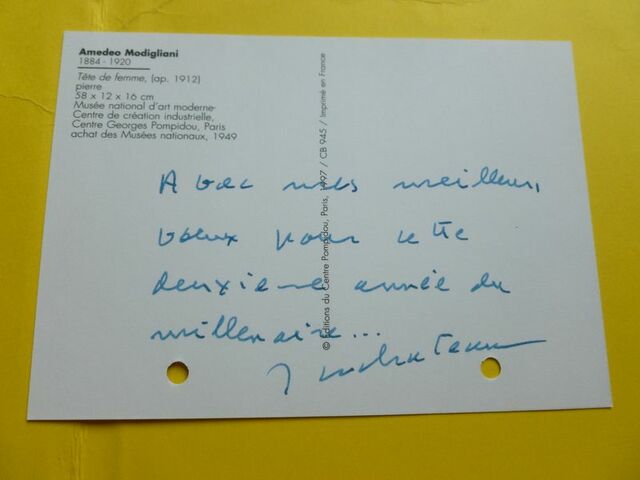 Amedeo Modigliani
1884 - 1920
Tête de femme, (ap. 1912)
pierre
58 x 12 x 16 cm
Musée national d'art moderne-
Centre de création industrielle,
Centre Georges Pompidou, Paris
achat des Musées nationaux, 1949
© Éditions du Centre Pompidou, Paris, 1997 / CB 945 / Imprimé en France
Avec mes meilleurs
voeux pour cette
deuxième année du
millenaire...